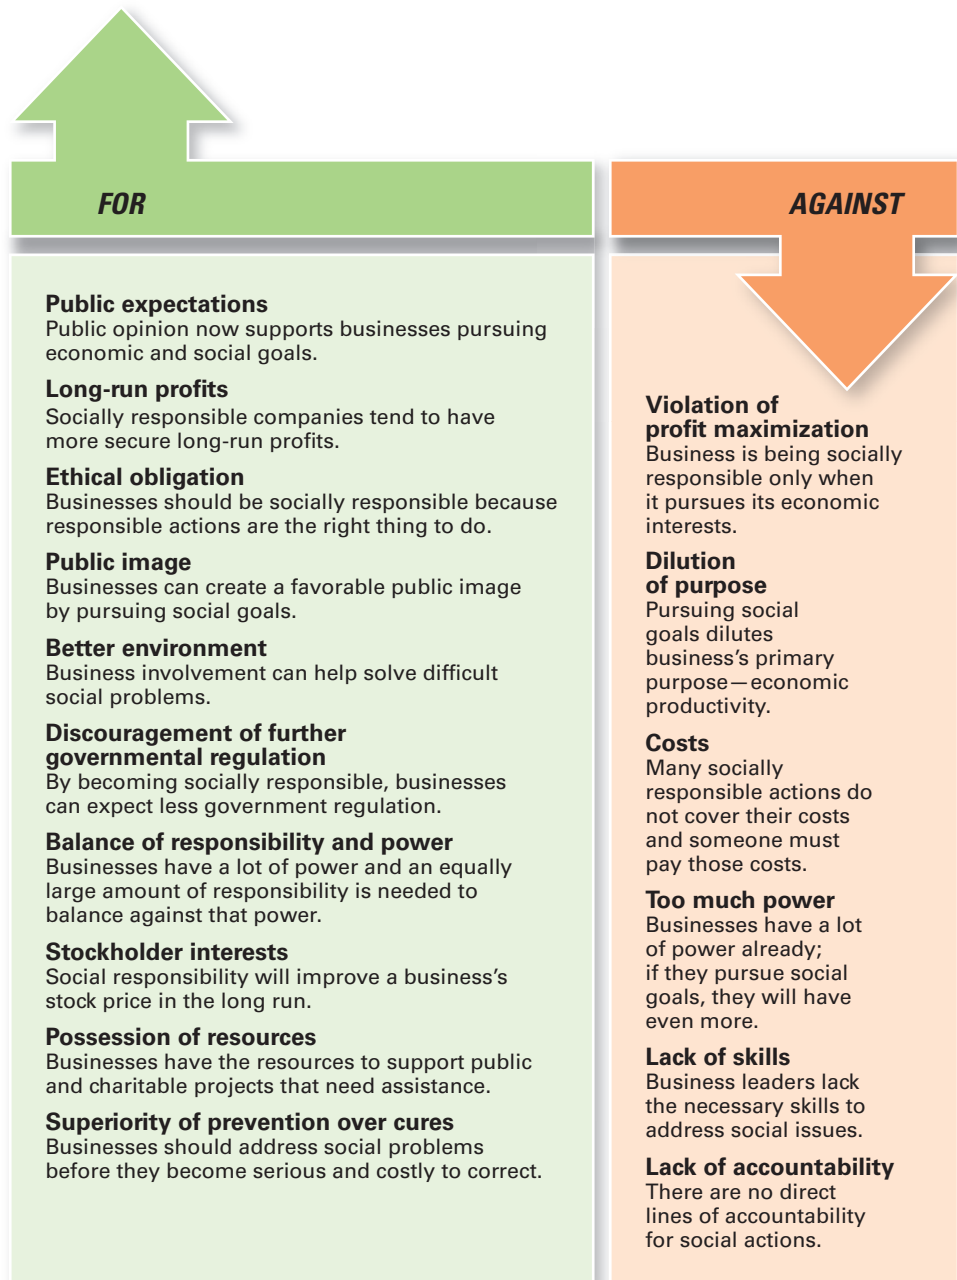 FOR
Public expectations
Public opinion now supports businesses pursuing
economic and social goals.
Long-run profits
Socially responsible companies tend to have
more secure long-run profits.
Ethical obligation
Businesses should be socially responsible because
responsible actions are the right thing to do.
Public image
Businesses can create a favorable public image
by pursuing social goals.
Better environment
Business involvement can help solve difficult
social problems.
Discouragement of further
governmental regulation
By becoming socially responsible, businesses
can expect less government regulation.
Balance of responsibility and power
Businesses have a lot of power and an equally
large amount of responsibility is needed to
balance against that power.
Stockholder interests
Social responsibility will improve a business's
stock price in the long run.
Possession of resources
Businesses have the resources to support public
and charitable projects that need assistance.
Superiority of prevention over cures
Businesses should address social problems
before they become serious and costly to correct.
AGAINST
Violation of
profit maximization
Business is being socially
responsible only when
it pursues its economic
interests.
Dilution
of purpose
Pursuing social
goals dilutes
business's primary
purpose—economic
productivity.
Costs
Many socially
responsible actions do
not cover their costs
and someone must
pay those costs.
Too much power
Businesses have a lot
of power already;
if they pursue social
goals, they will have
even more.
Lack of skills
Business leaders lack
the necessary skills to
address social issues.
Lack of accountability
There are no direct
lines of accountability
for social actions.